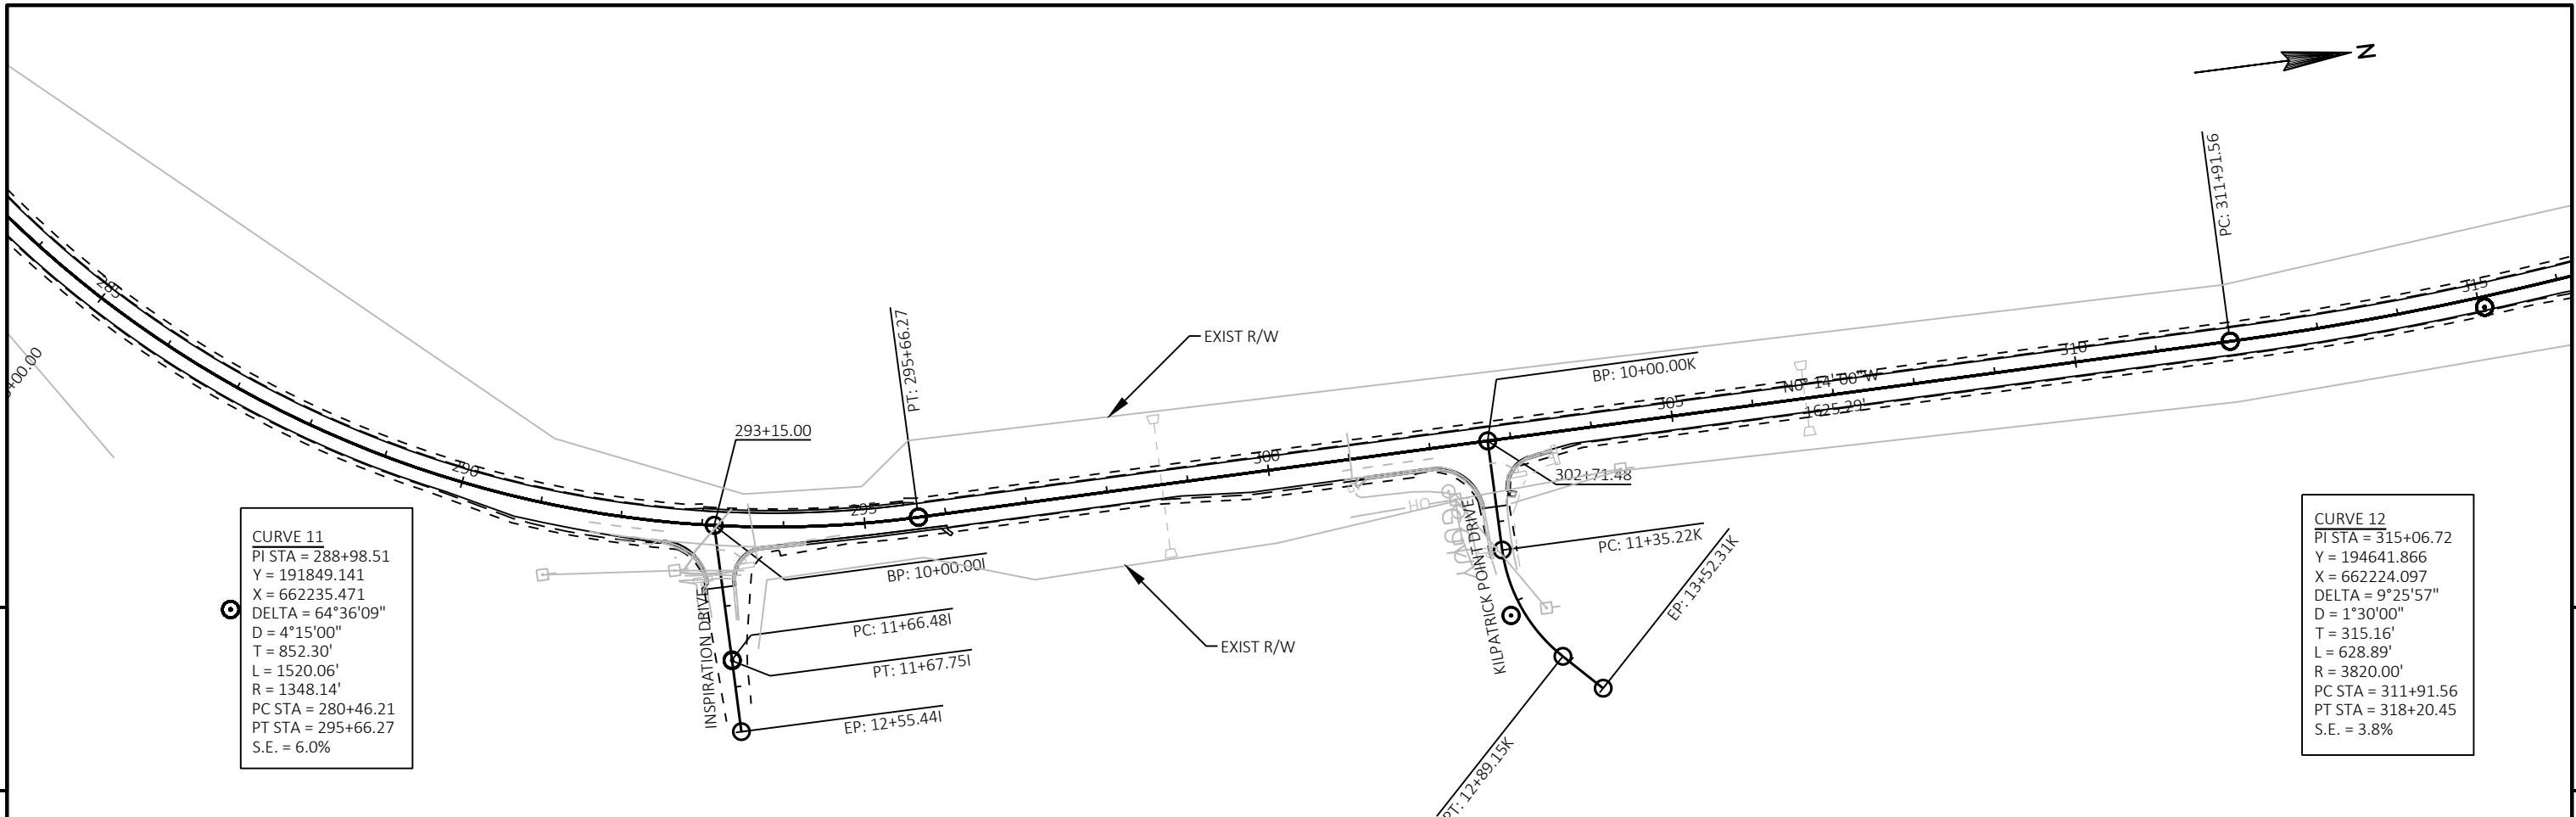 N
PC: 311+91.56
285
315
PT: 295+66.27
EXIST R/W
BP: 10+00.00K
310
N0° 14' 00"W
1625.29'
305
293+15.00
290
300
302+71.48
295
OH
CURVE 11
PI STA = 288+98.51
Y = 191849.141
X = 662235.471
DELTA = 64°36'09"
D = 4°15'00"
T = 852.30'
L = 1520.06'
R = 1348.14'
PC STA = 280+46.21
PT STA = 295+66.27
S.E. = 6.0%
INSPIRATION DRIVE
BP: 10+00.00I
PC: 11+66.48I
PT: 11+67.75I
EP: 12+55.44I
EXIST R/W
KILPATRICK POINT DRIVE
PC: 11+35.22K
EP: 13+52.31K
PT: 12+89.15K
CURVE 12
PI STA = 315+06.72
Y = 194641.866
X = 662224.097
DELTA = 9°25'57"
D = 1°30'00"
T = 315.16'
L = 628.89'
R = 3820.00'
PC STA = 311+91.56
PT STA = 318+20.45
S.E. = 3.8%